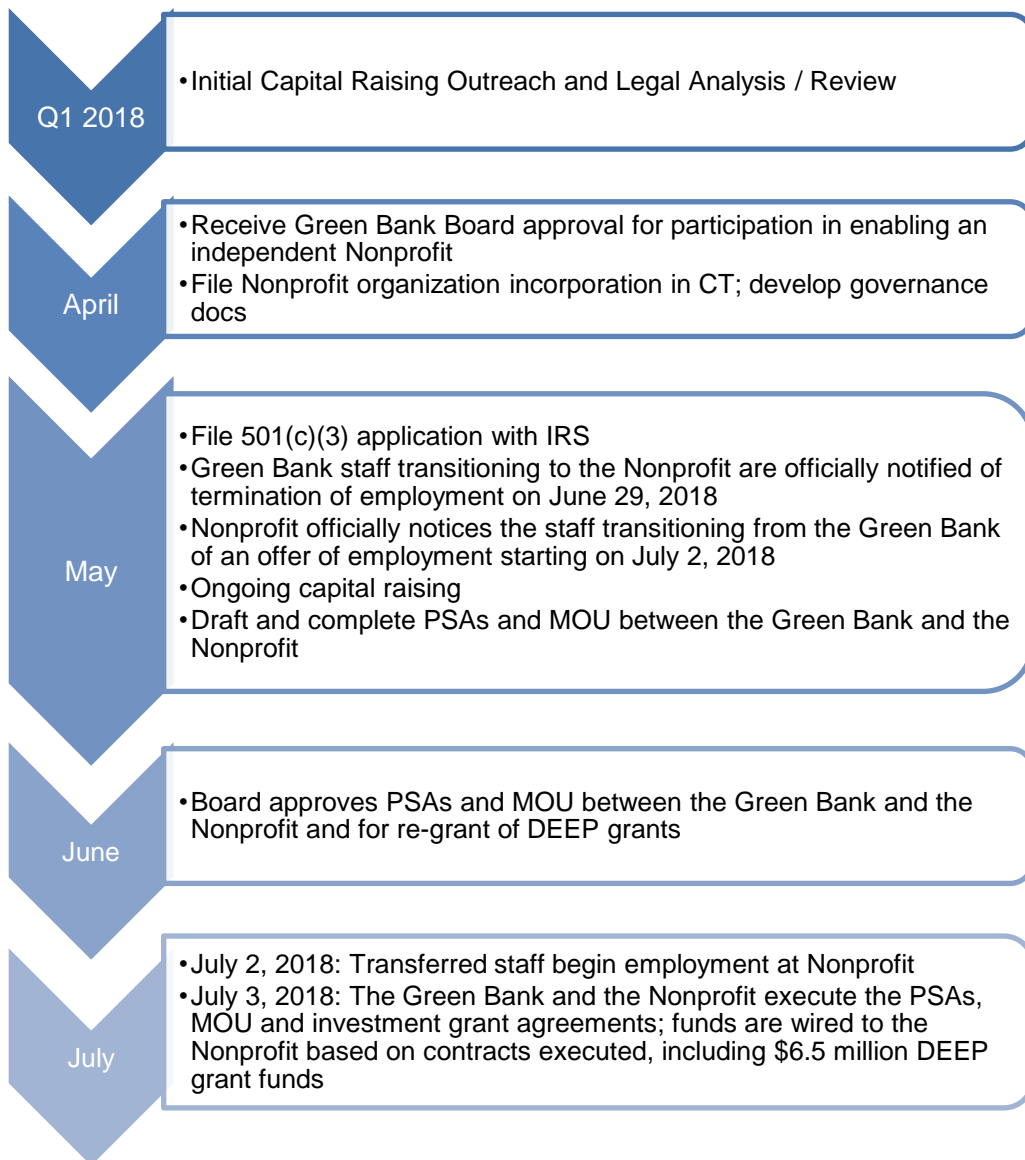 Q1 2018
•Initial Capital Raising Outreach and Legal Analysis / Review
April
•Receive Green Bank Board approval for participation in enabling an
independent Nonprofit
•File Nonprofit organization incorporation in CT; develop governance
docs
May
•File 501(c)(3) application with IRS
•Green Bank staff transitioning to the Nonprofit are officially notified of
termination of employment on June 29, 2018
•Nonprofit officially notices the staff transitioning from the Green Bank
of an offer of employment starting on July 2, 2018
•Ongoing capital raising
•Draft and complete PSAs and MOU between the Green Bank and the
Nonprofit
June
•Board approves PSAs and MOU between the Green Bank and the
Nonprofit and for re-grant of DEEP grants
July
•July 2, 2018: Transferred staff begin employment at Nonprofit
•July 3, 2018: The Green Bank and the Nonprofit execute the PSAs,
MOU and investment grant agreements; funds are wired to the
Nonprofit based on contracts executed, including $6.5 million DEEP
grant funds